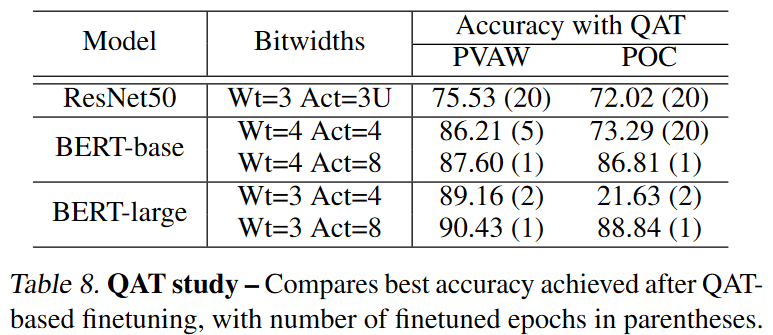 Model Bitwidths Accuracy with QAT
PVAW POC
ResNet50 Wt=3 Act=3U 75.53 (20) 72.02 (20)
BERT-base Wt=4 Act=4 86.21 (5) 73.29 (20)
Wt=4 Act=8 87.60 (1) 86.81 (1)
BERT-large Wt=3 Act=4 89.16 (2) 21.63 (2)
Wt=3 Act=8 90.43 (1) 88.84 (1)
Table 8. QAT study – Compares best accuracy achieved after QAT-
based finetuning, with number of finetuned epochs in parentheses.